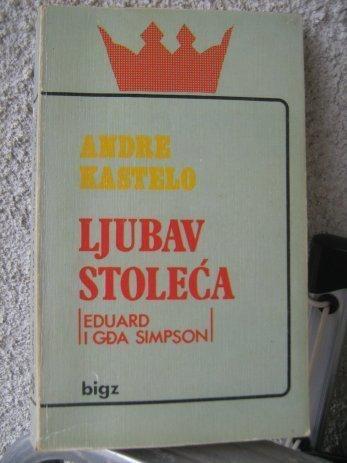 ANDRE
KASTELO
LJUBAV
STOLEĆA
EDUARD
I GĐA SIMPSON
bigz